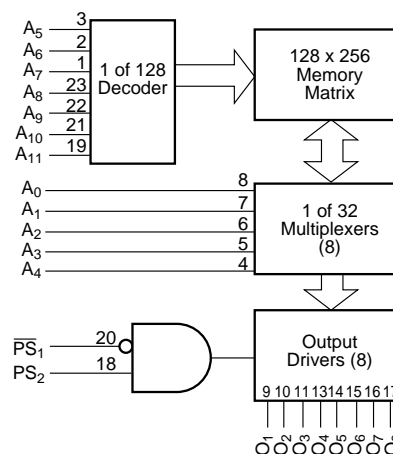 A5 3
A6 2
A7 1
A8 23
A9 22
A10 21
A11 19
1 of 128
Decoder
128 x 256
Memory
Matrix
A0 8
A1 7
A2 6
A3 5
A4 4
1 of 32
Multiplexers
(8)
PS1 20
PS2 18
Output
Drivers (8)
9 10 11 13 14 15 16 17
O1 O2 O3 O4 O5 O6 O7